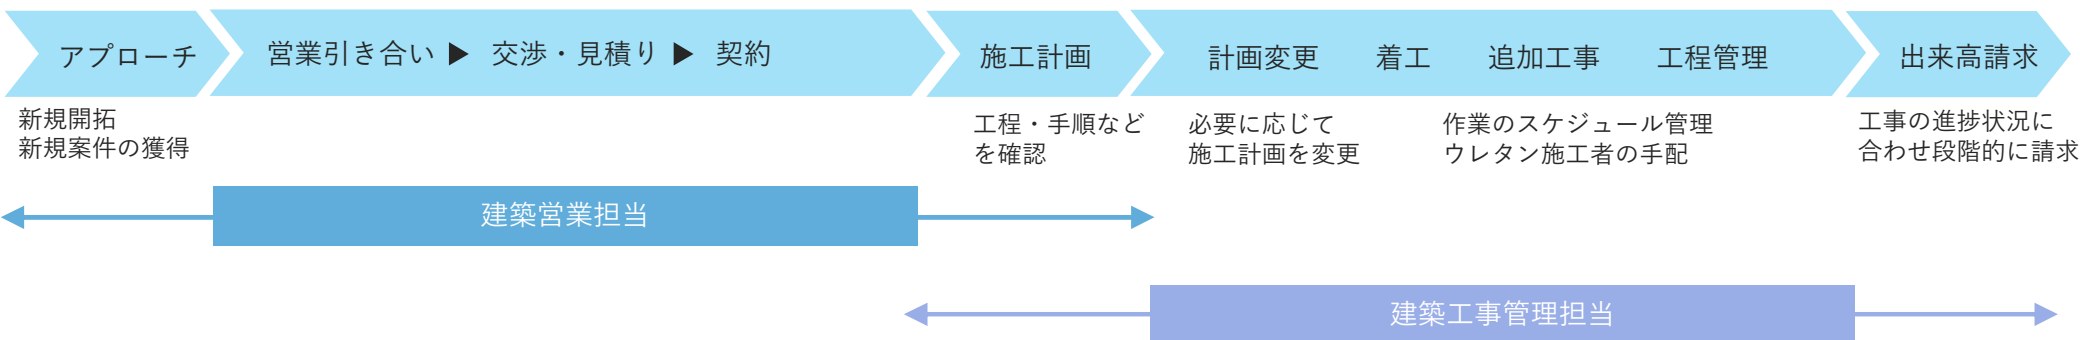 アプローチ
営業引き合い ▶ 交渉・見積り ▶ 契約
施工計画
計画変更 着工 追加工事 工程管理
出来高請求
新規開拓
新規案件の獲得
工程・手順など
を確認
必要に応じて
施工計画を変更
作業のスケジュール管理
ウレタン施工者の手配
工事の進捗状況に
合わせ段階的に請求
建築営業担当
建築工事管理担当